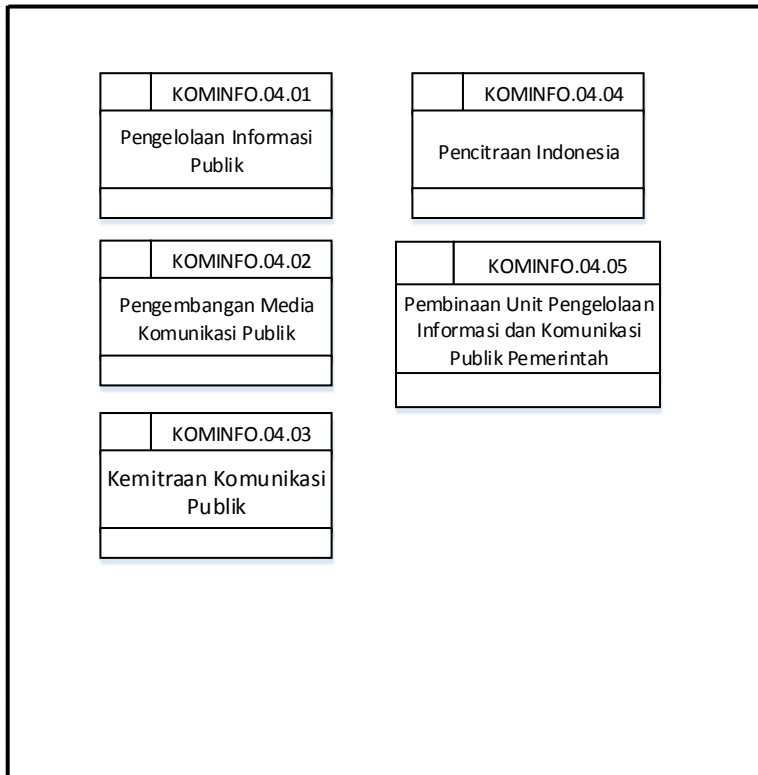 KOMINFO.04.01
Pengelolaan Informasi
Publik
KOMINFO.04.02
Pengembangan Media
Komunikasi Publik
KOMINFO.04.03
Kemitraan Komunikasi
Publik
KOMINFO.04.04
Pencitraan Indonesia
KOMINFO.04.05
Pembinaan Unit Pengelolaan
Informasi dan Komunikasi
Publik Pemerintah